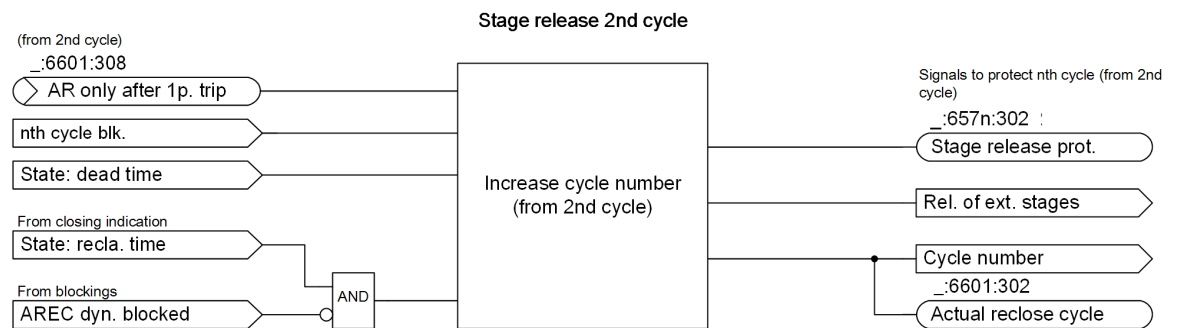 Stage release 2nd cycle
(from 2nd cycle)
_:6601:308
AR only after 1p. trip
nth cycle blk.
State: dead time
From closing indication
State: recla. time
From blockings
AREC dyn. blocked
AND
Increase cycle number
(from 2nd cycle)
Signals to protect nth cycle (from 2nd
cycle)
_:657n:302
Stage release prot.
Rel. of ext. stages
Cycle number
_:6601:302
Actual reclose cycle